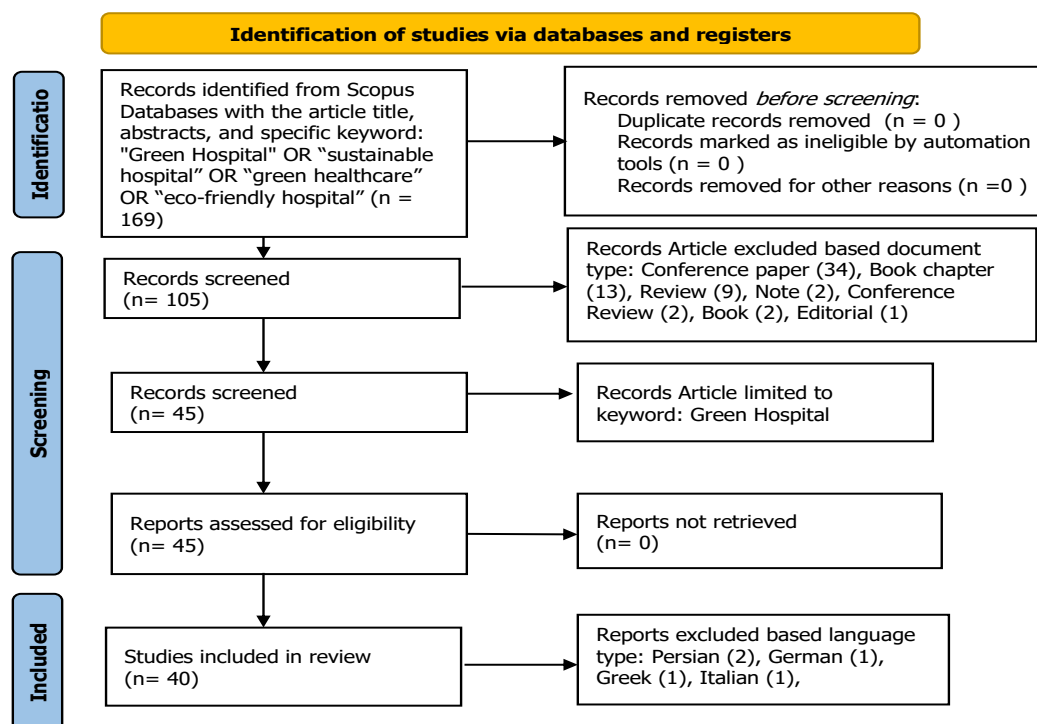 Identification of studies via databases and registers
Identificatio
Records identified from Scopus
Databases with the article title,
abstracts, and specific keyword:
"Green Hospital" OR “sustainable
hospital” OR “green healthcare”
OR “eco-friendly hospital” (n =
169)
Records removed before screening:
Duplicate records removed (n = 0 )
Records marked as ineligible by automation
tools (n = 0 )
Records removed for other reasons (n =0 )
Screening
Records screened
(n= 105)
Records Article excluded based document
type: Conference paper (34), Book chapter
(13), Review (9), Note (2), Conference
Review (2), Book (2), Editorial (1)
Records screened
(n= 45)
Records Article limited to
keyword: Green Hospital
Reports assessed for eligibility
(n= 45)
Reports not retrieved
(n= 0)
Included
Studies included in review
(n= 40)
Reports excluded based language
type: Persian (2), German (1),
Greek (1), Italian (1),